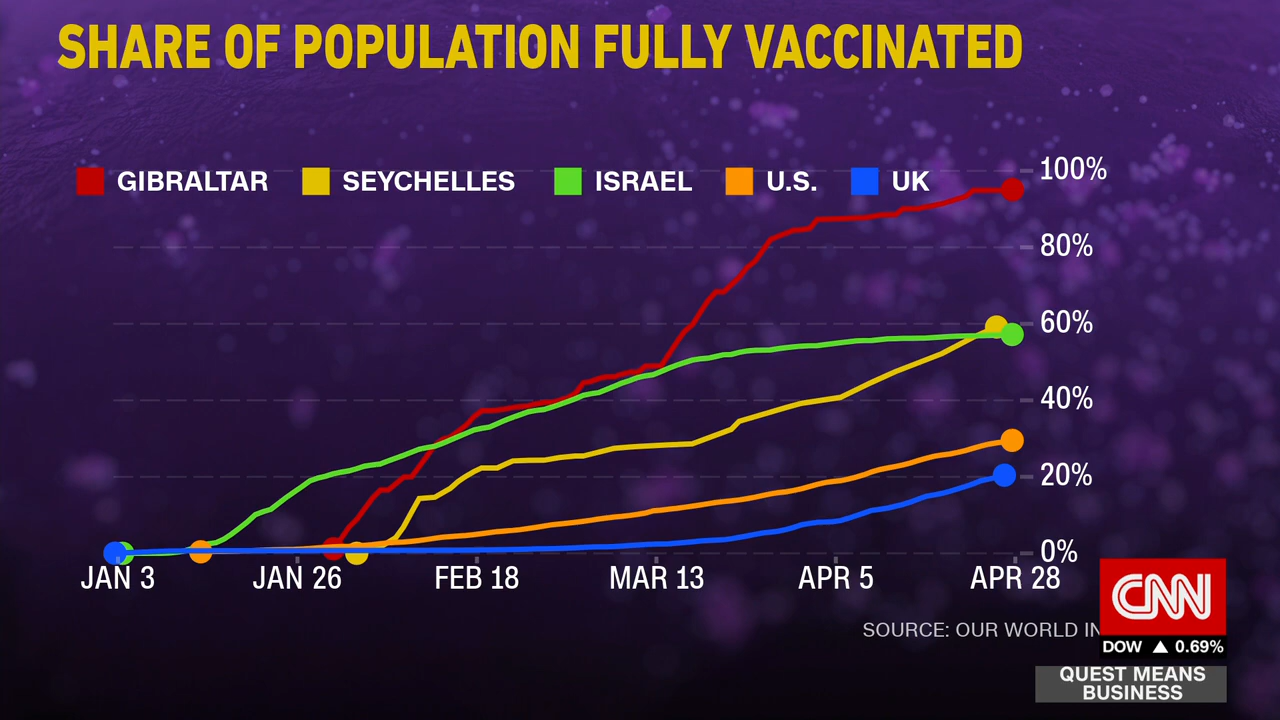 SHARE OF POPULATION FULLY VACCINATED
GIBRALTAR SEYCHELLES ISRAEL U.S. UK
100%
80%
60%
40%
20%
0%
JAN 3 JAN 26 FEB 18 MAR 13 APR 5 APR 28
SOURCE: OUR WORLD IN
CNN
DOW ▲ 0.69%
QUEST MEANS
BUSINESS